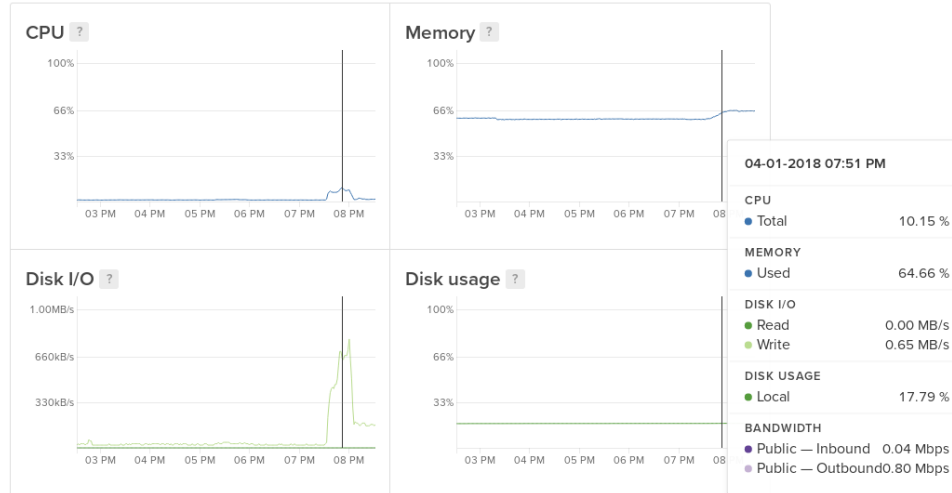 CPU ?
100%
66%
33%
03 PM 04 PM 05 PM 06 PM 07 PM 08 PM
Memory ?
100%
66%
33%
03 PM 04 PM 05 PM 06 PM 07 PM 08
Disk I/O ?
1.00MB/s
660kB/s
330kB/s
03 PM 04 PM 05 PM 06 PM 07 PM 08 PM
Disk usage ?
100%
66%
33%
03 PM 04 PM 05 PM 06 PM 07 PM 08
04-01-2018 07:51 PM
CPU
Total 10.15 %
MEMORY
Used 64.66 %
DISK I/O
Read 0.00 MB/s
Write 0.65 MB/s
DISK USAGE
Local 17.79 %
BANDWIDTH
Public — Inbound 0.04 Mbps
Public — Outbound0.80 Mbps